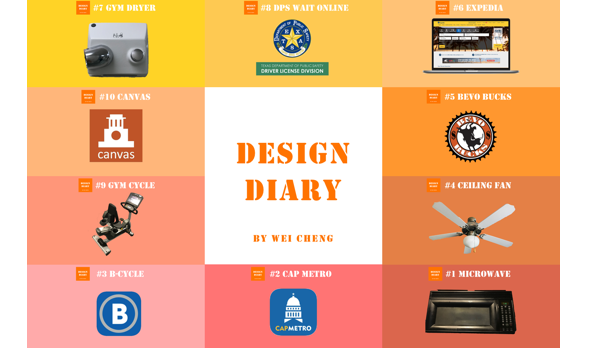 #7 GYM DRYER
#8 DPS WAIT ONLINE
#6 EXPEDIA
TEXAS DEPARTMENT OF PUBLIC SAFETY
DRIVER LICENSE DIVISION
#10 CANVAS
canvas
#5 BEVO BUCKS
BEVO
BUCKS
DESIGN
DIARY
BY WEI CHENG
#9 GYM CYCLE
#4 CEILING FAN
#3 B-CYCLE
B
#2 CAP METRO
CAPMETRO
#1 MICROWAVE